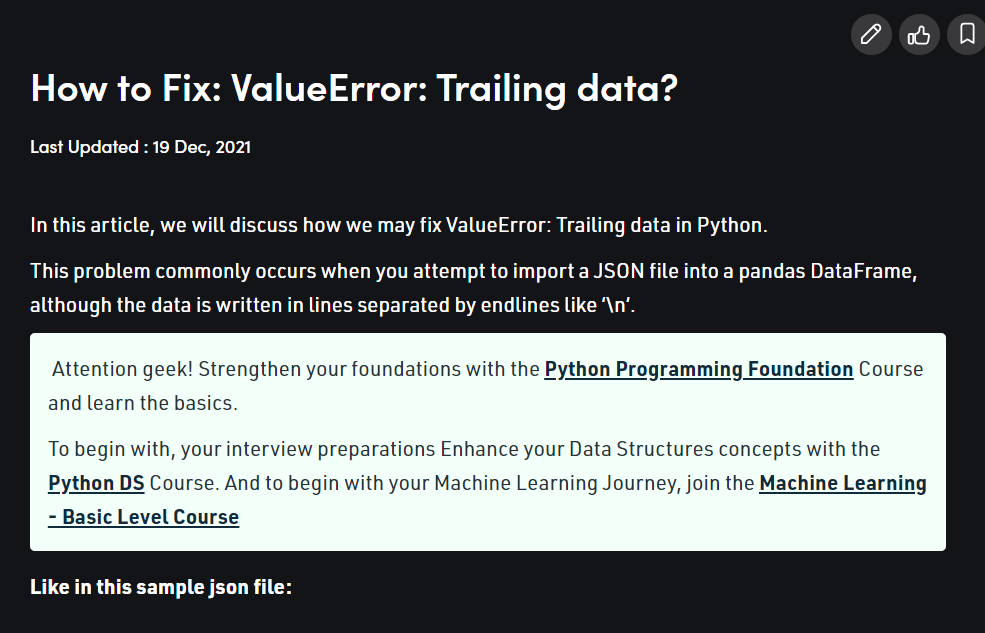 How to Fix: ValueError: Trailing data?
Last Updated : 19 Dec, 2021
In this article, we will discuss how we may fix ValueError: Trailing data in Python.
This problem commonly occurs when you attempt to import a JSON file into a pandas DataFrame,
although the data is written in lines separated by endlines like ‘\n’.
Attention geek! Strengthen your foundations with the Python Programming Foundation Course
and learn the basics.
To begin with, your interview preparations Enhance your Data Structures concepts with the
Python DS Course. And to begin with your Machine Learning Journey, join the Machine Learning
- Basic Level Course
Like in this sample json file: